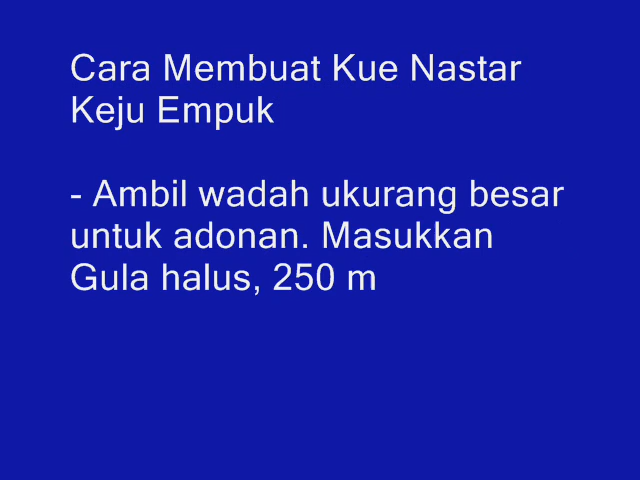 Cara Membuat Kue Nastar
Keju Empuk
- Ambil wadah ukurang besar
untuk adonan. Masukkan
Gula halus, 250 m